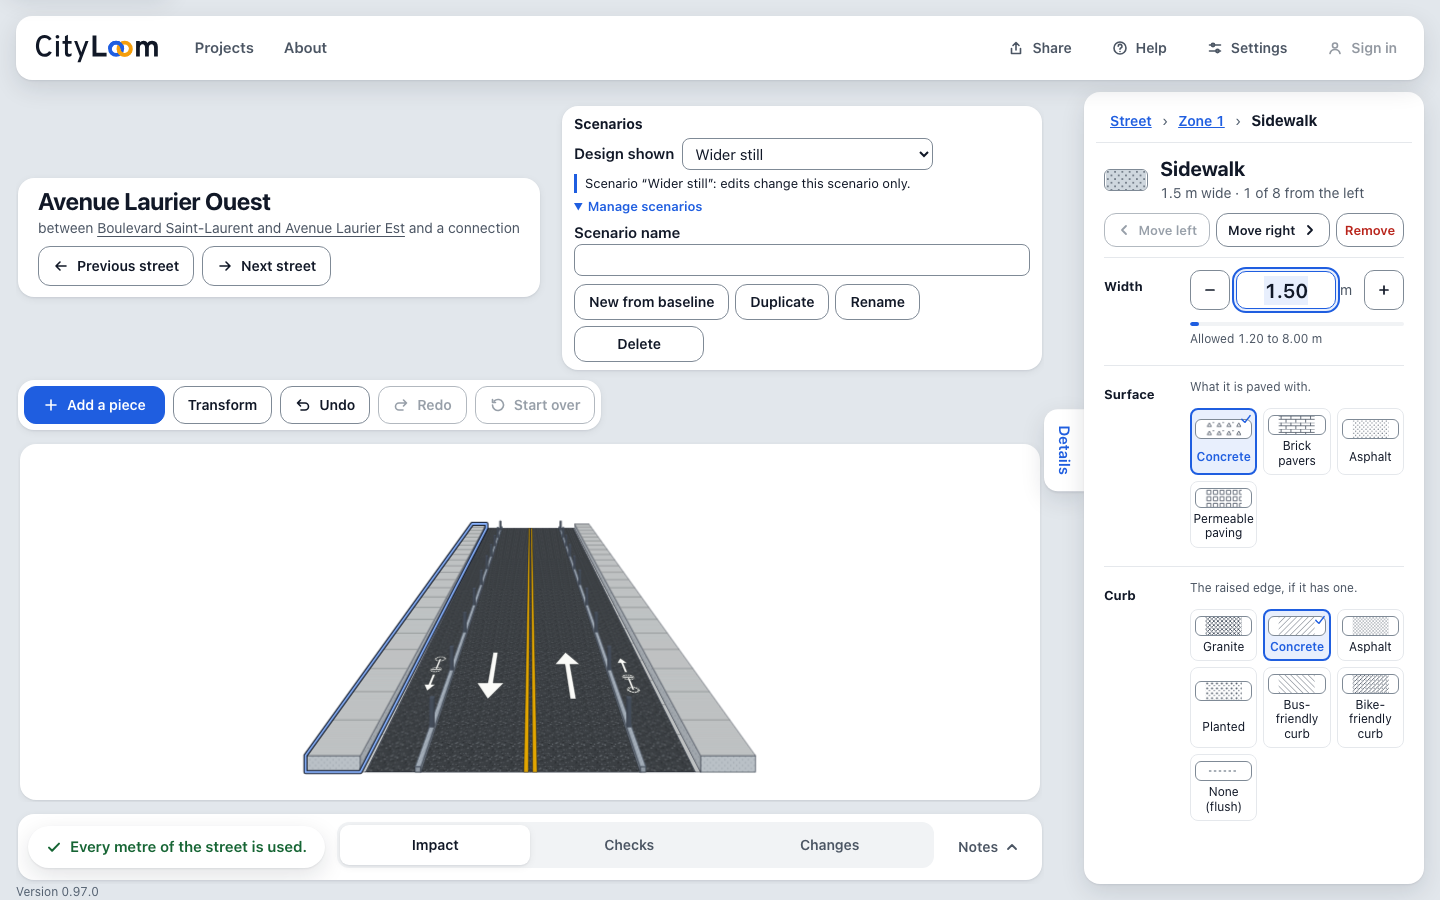 CityLoom
Projects
About
Share
Help
Settings
Sign in
Avenue Laurier Ouest
between Boulevard Saint-Laurent and Avenue Laurier Est and a connection
Previous street
Next street
Scenarios
Design shown
Wider still
Scenario “Wider still”: edits change this scenario only.
Manage scenarios
Scenario name
New from baseline
Duplicate
Rename
Delete
Add a piece
Transform
Undo
Redo
Start over
Details
Every metre of the street is used.
Impact
Checks
Changes
Notes
Version 0.97.0
Street › Zone 1 › Sidewalk
Sidewalk
1.5 m wide · 1 of 8 from the left
Move left
Move right
Remove
Width
− 1.50 m +
Allowed 1.20 to 8.00 m
Surface
What it is paved with.
Concrete
Brick
pavers
Asphalt
Permeable
paving
Curb
The raised edge, if it has one.
Granite
Concrete
Asphalt
Planted
Bus-
friendly
curb
Bike-
friendly
curb
None
(flush)